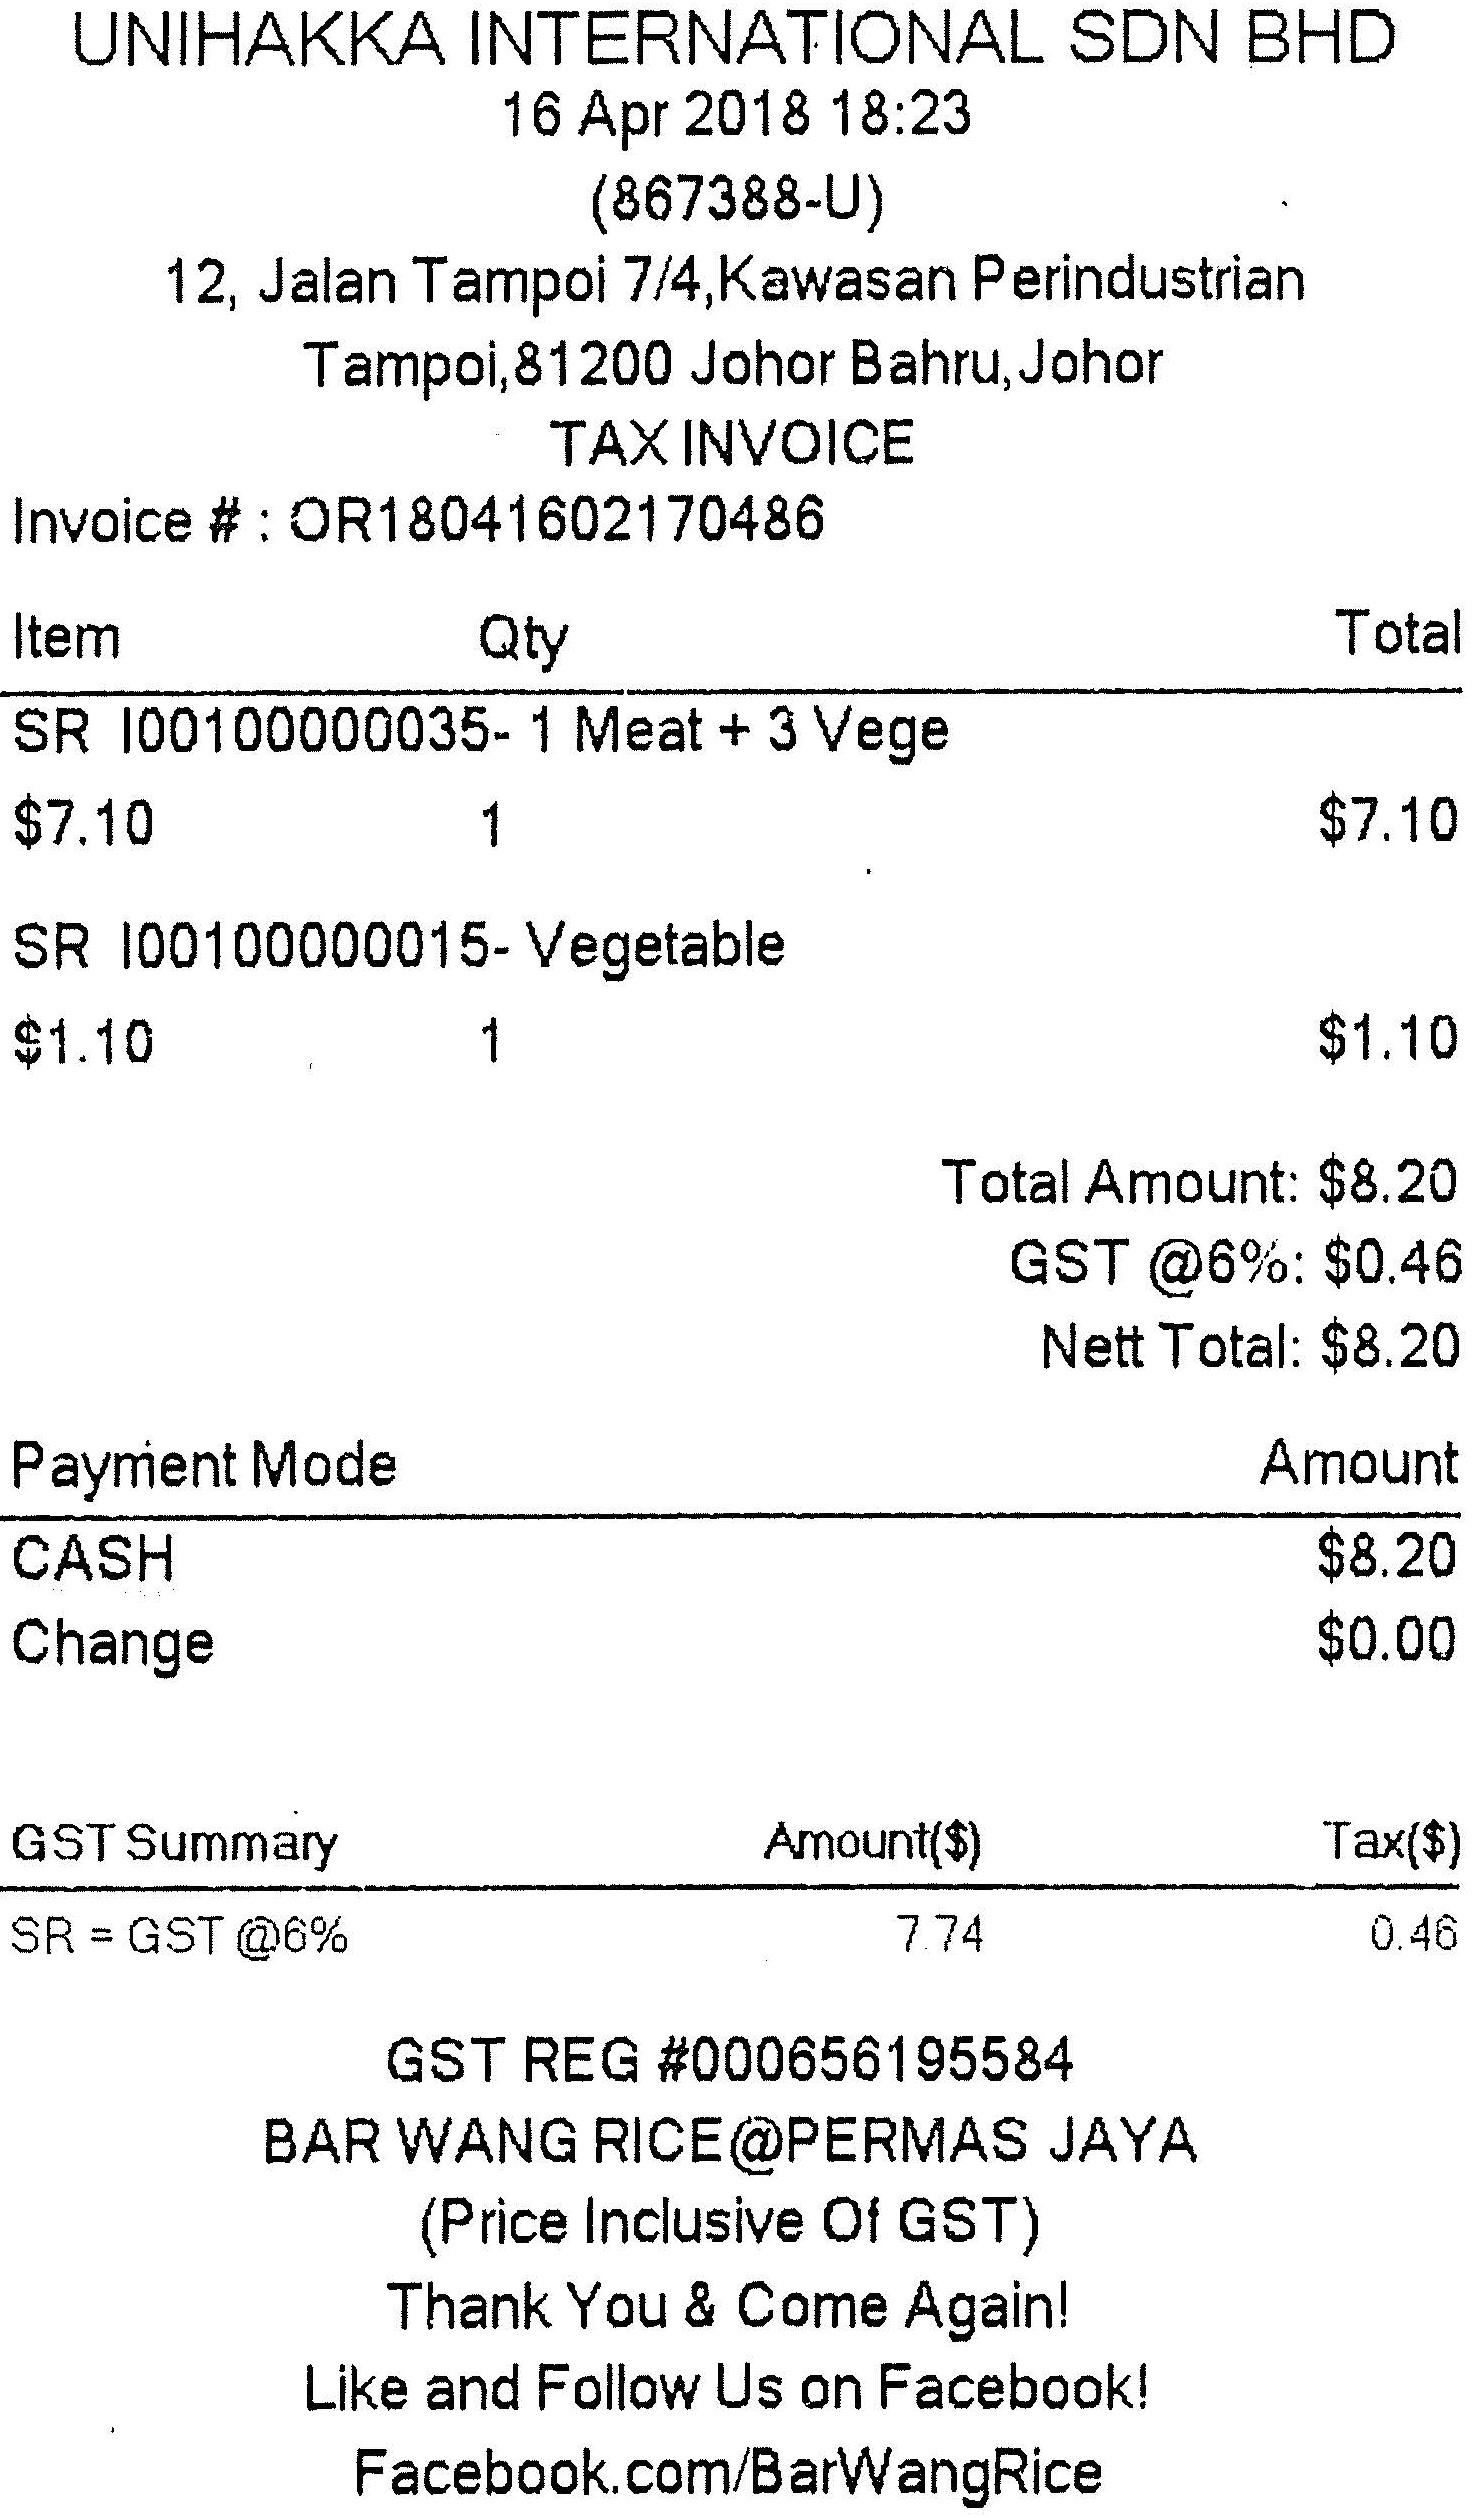 UNIHAKKA INTERNATIONAL SDN BHD
16 Apr 2018 18:23
(867388-U)
12, Jalan Tampoi 7/4,Kawasan Perindustrian
Tampoi,81200 Johor Bahru,Johor
TAX INVOICE
Invoice # : OR18041602170486
Item Qty Total
SR I00100000035- 1 Meat + 3 Vege
$7.10 1 $7.10
SR I00100000015- Vegetable
$1.10 1 $1.10
Total Amount: $8.20
GST @6%: $0.46
Nett Total: $8.20
Payment Mode Amount
CASH $8.20
Change $0.00
GST Summary Amount($) Tax($)
SR = GST @6% 7.74 0.46
GST REG #000656195584
BAR WANG RICE@PERMAS JAYA
(Price Inclusive Of GST)
Thank You & Come Again!
Like and Follow Us on Facebook!
Facebook.com/BarWangRice